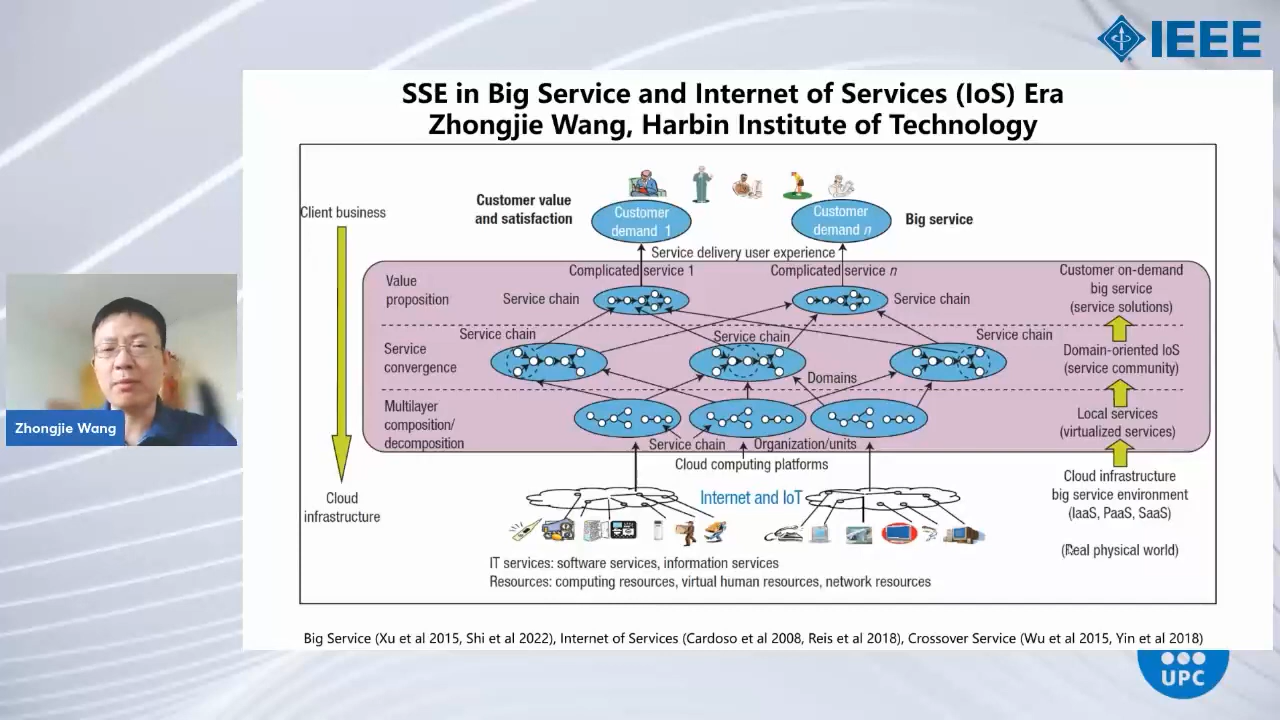 IEEE
SSE in Big Service and Internet of Services (IoS) Era
Zhongjie Wang, Harbin Institute of Technology
Client business
Customer value
and satisfaction
Customer
demand 1
Customer
demand n
Big service
Service delivery user experience
Complicated service 1
Complicated service n
Value
proposition
Service chain
Service chain
Customer on-demand
big service
(service solutions)
Service chain
Service chain
Service chain
Service
convergence
Domains
Domain-oriented IoS
(service community)
Multilayer
composition/
decomposition
Local services
(virtualized services)
Service chain
Organization/units
Cloud computing platforms
Cloud
infrastructure
Internet and IoT
Cloud infrastructure
big service environment
(IaaS, PaaS, SaaS)
(Real physical world)
IT services: software services, information services
Resources: computing resources, virtual human resources, network resources
Big Service (Xu et al 2015, Shi et al 2022), Internet of Services (Cardoso et al 2008, Reis et al 2018), Crossover Service (Wu et al 2015, Yin et al 2018)
Zhongjie Wang
UPC